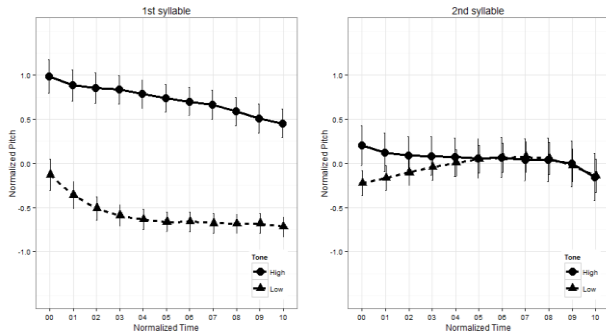 1st syllable
Normalized Pitch
1.0
0.5
0.0
-0.5
-1.0
Tone
High
Low
00 01 02 03 04 05 06 07 08 09 10
Normalized Time
2nd syllable
Normalized Pitch
1.0
0.5
0.0
-0.5
-1.0
Tone
High
Low
00 01 02 03 04 05 06 07 08 09 10
Normalized Time